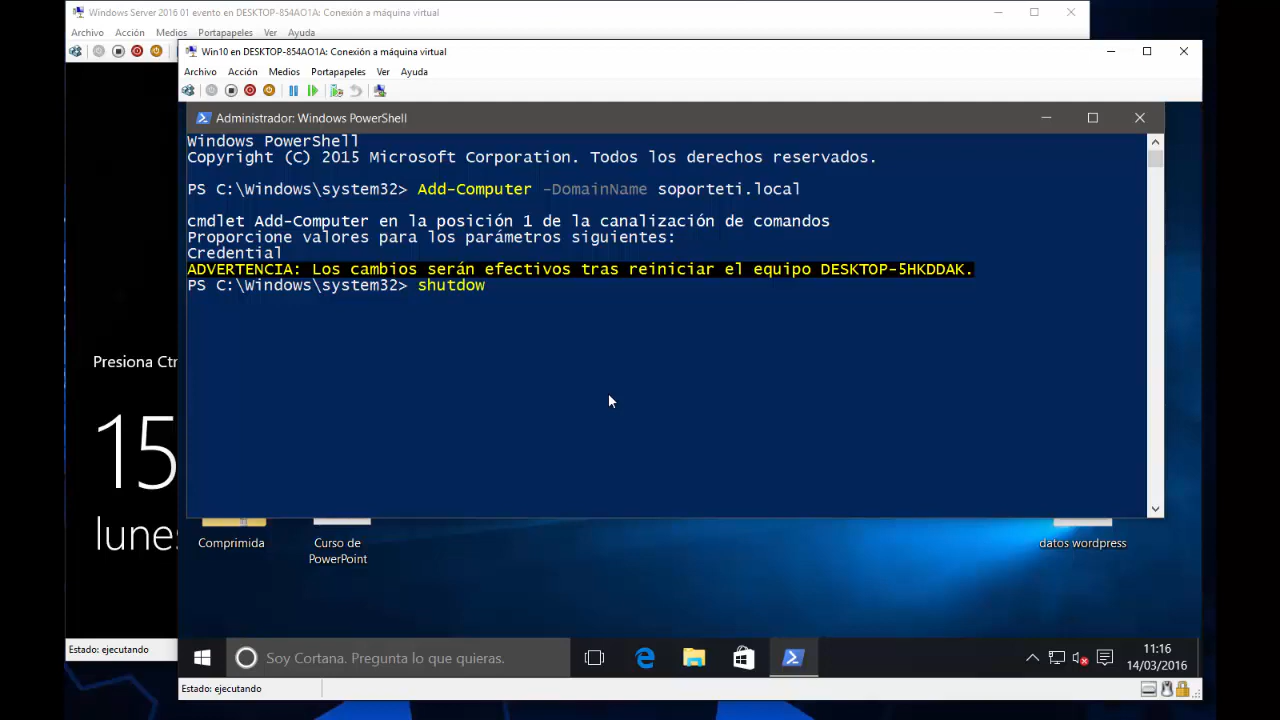 Windows Server 2016 01 evento en DESKTOP-854AO1A: Conexión a máquina virtual
Archivo Acción Medios Portapapeles Ver Ayuda
Win10 en DESKTOP-854AO1A: Conexión a máquina virtual
Archivo Acción Medios Portapapeles Ver Ayuda
Administrador: Windows PowerShell
Windows PowerShell
Copyright (C) 2015 Microsoft Corporation. Todos los derechos reservados.
PS C:\Windows\system32> Add-Computer -DomainName soporteti.local
cmdlet Add-Computer en la posición 1 de la canalización de comandos
Proporcione valores para los parámetros siguientes:
Credential
ADVERTENCIA: Los cambios serán efectivos tras reiniciar el equipo DESKTOP-5HKDDAK.
PS C:\Windows\system32> shutdow
Presiona Ctr
15
lunes
Comprimida
Curso de
PowerPoint
datos wordpress
Soy Cortana. Pregunta lo que quieras.
11:16
14/03/2016
Estado: ejecutando
Estado: ejecutando